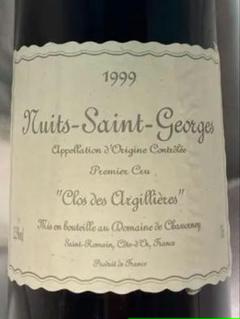 1999
Nuits-Saint-Georges
Appellation d'Origine Contrôlée
Premier Cru
"Clos des Argillières"
Mis en bouteille au Domaine de Chassorney
Saint-Romain, Côte-d'Or, France
Produit de France